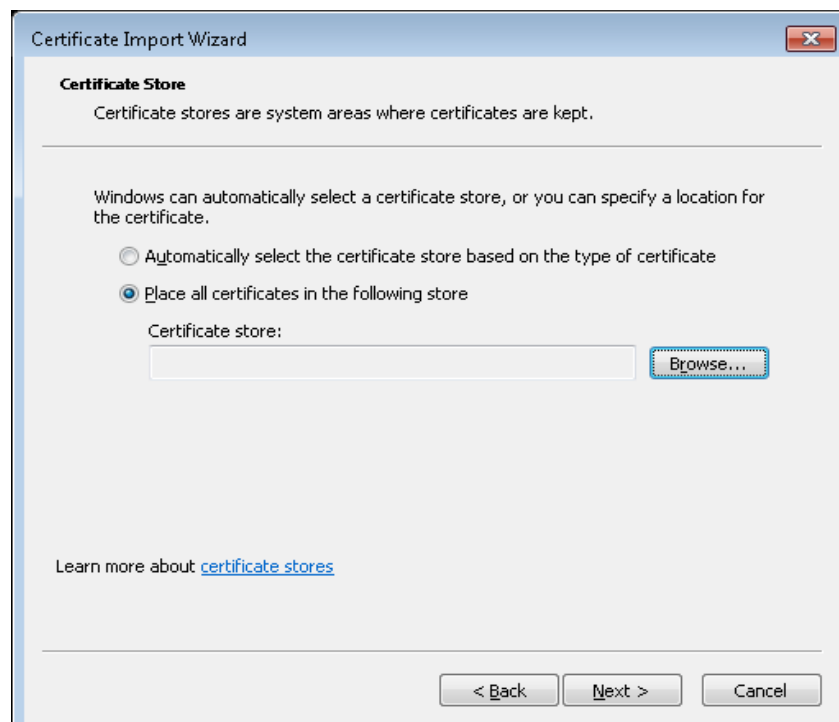 Certificate Import Wizard
Certificate Store
Certificate stores are system areas where certificates are kept.
Windows can automatically select a certificate store, or you can specify a location for
the certificate.
Automatically select the certificate store based on the type of certificate
Place all certificates in the following store
Certificate store:
Browse...
Learn more about certificate stores
< Back Next > Cancel